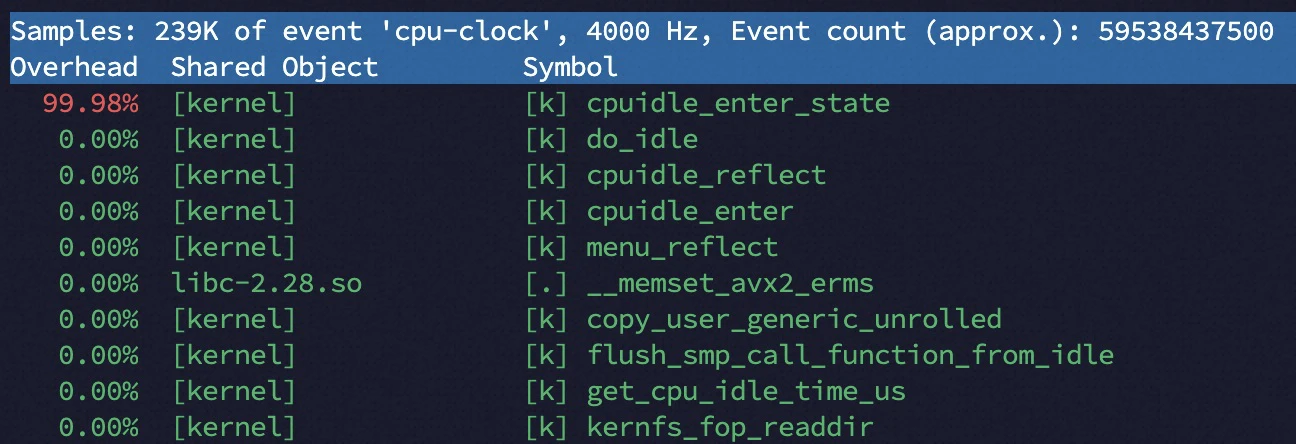 Samples: 239K of event 'cpu-clock', 4000 Hz, Event count (approx.): 59538437500
Overhead  Shared Object         Symbol
  99.98%  [kernel]              [k] cpuidle_enter_state
   0.00%  [kernel]              [k] do_idle
   0.00%  [kernel]              [k] cpuidle_reflect
   0.00%  [kernel]              [k] cpuidle_enter
   0.00%  [kernel]              [k] menu_reflect
   0.00%  libc-2.28.so          [.] __memset_avx2_erms
   0.00%  [kernel]              [k] copy_user_generic_unrolled
   0.00%  [kernel]              [k] flush_smp_call_function_from_idle
   0.00%  [kernel]              [k] get_cpu_idle_time_us
   0.00%  [kernel]              [k] kernfs_fop_readdir